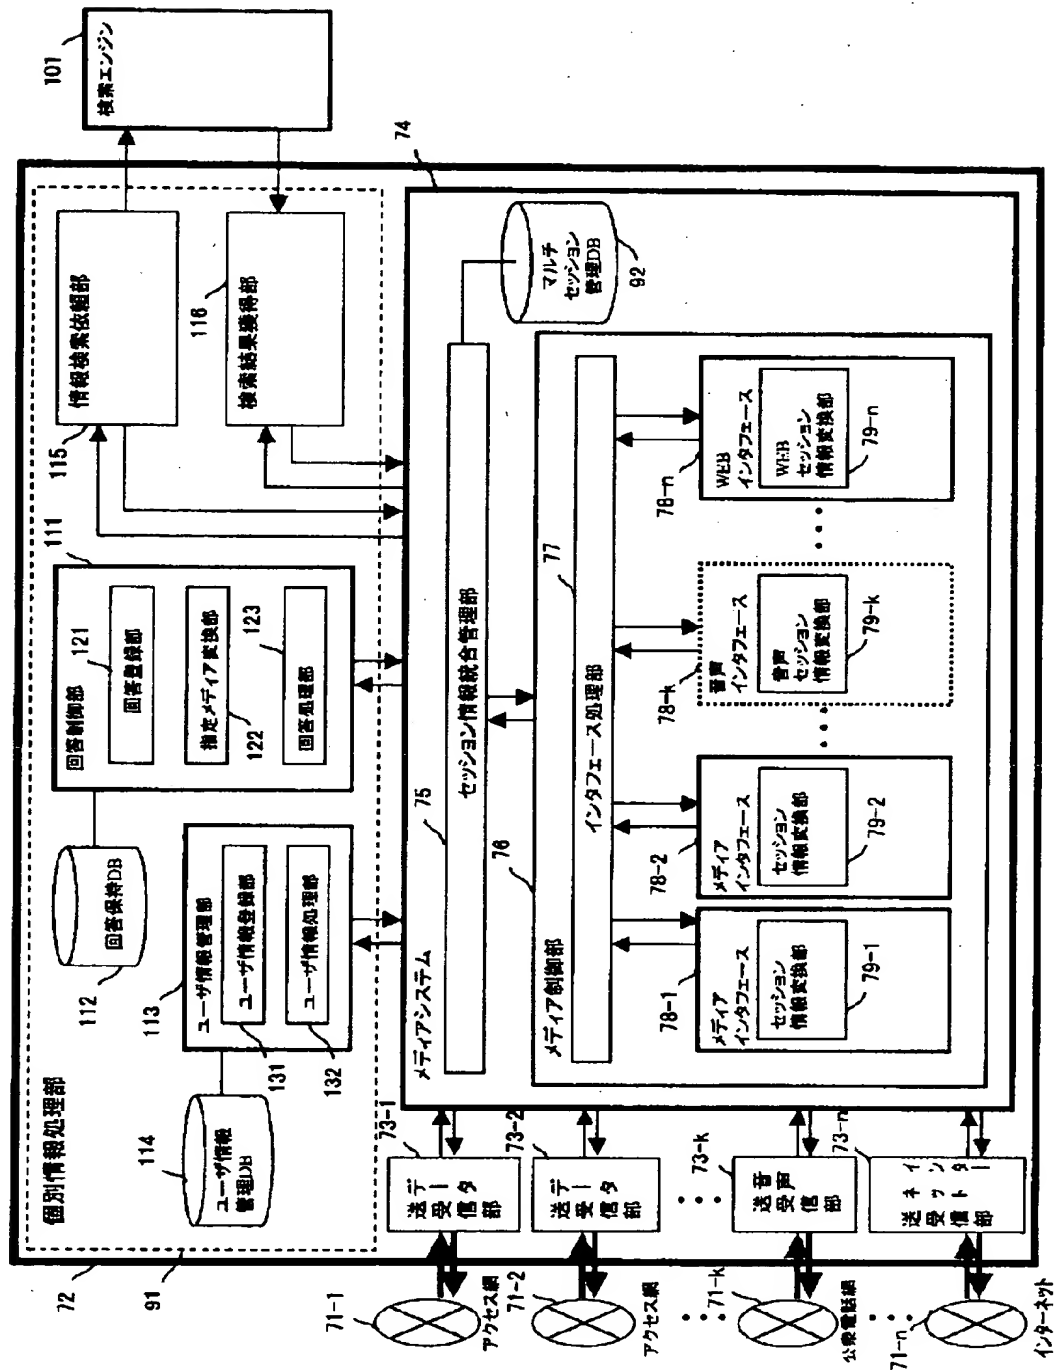 72
91
個別情報処理部
114
ユーザ情報
管理DB
113
ユーザ情報管理部
131
ユーザ情報登録部
132
ユーザ情報処理部
112
回答保持DB
111
回答制御部
121
回答登録部
指定メディア変換部
122
123
回答処理部
115
情報検索依頼部
116
検索結果獲得部
101
検索エンジン
74
メディアシステム
75
セッション情報統合管理部
マルチ
セッション
管理DB
92
76
メディア制御部
77
インタフェース処理部
78-1
メディア
インタフェース
セッション
情報変換部
79-1
78-2
メディア
インタフェース
セッション
情報変換部
79-2
78-k
音声
インタフェース
音声
セッション
情報変換部
79-k
78-n
WEB
インタフェース
WEB
セッション
情報変換部
79-n
73-1
データ
送受信部
73-2
データ
送受信部
73-k
音声
送受信部
73-n
インター
ネット
送受信部
71-1
アクセス網
71-2
アクセス網
71-k
公衆電話網
71-n
インターネット